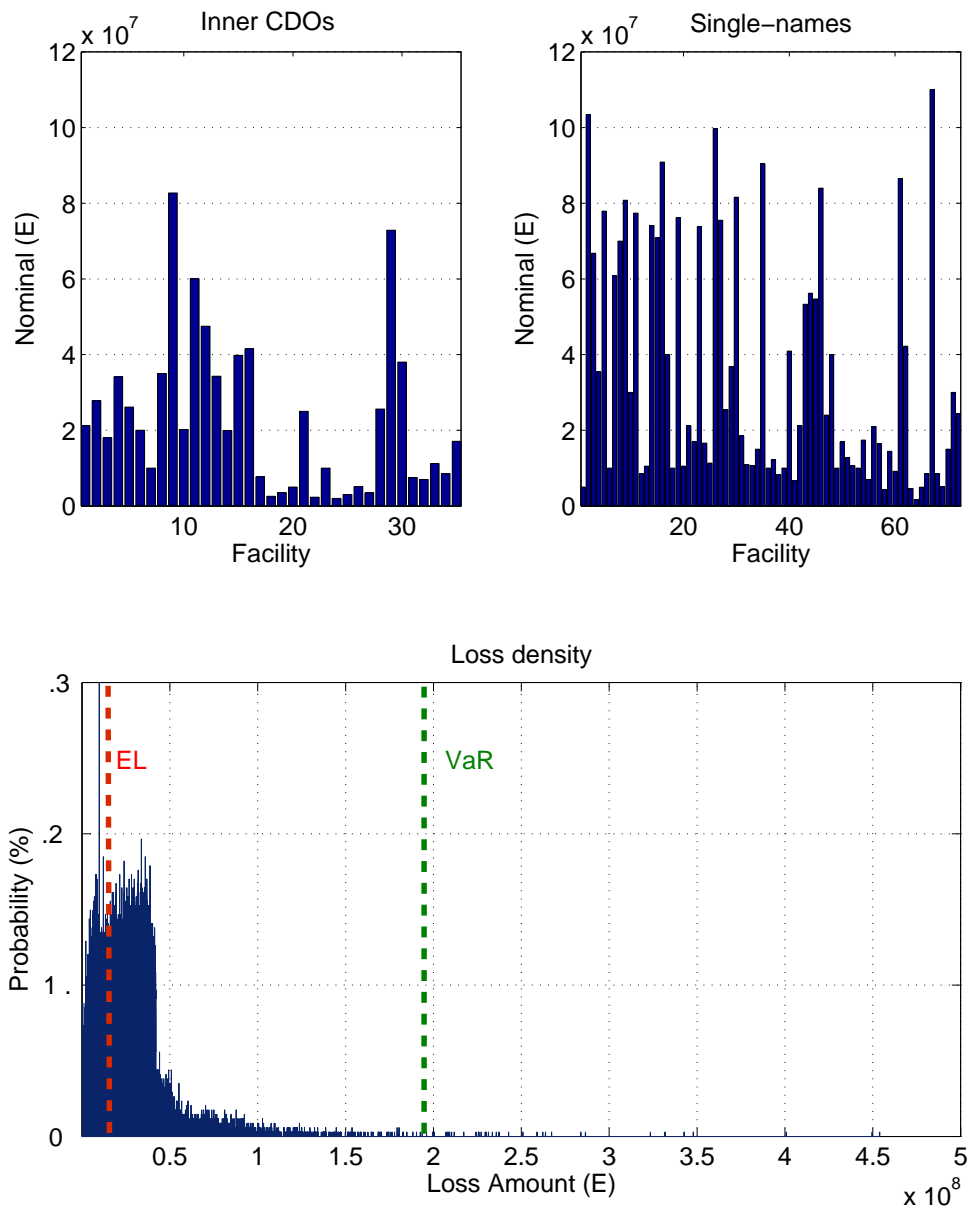 Inner CDOs
x 10^7
12
10
8
6
4
2
0
Nominal (E)
10
20
30
Facility
Single−names
x 10^7
12
10
8
6
4
2
0
Nominal (E)
20
40
60
Facility
Loss density
.3
.2
1 .
0
Probability (%)
EL
VaR
0.5
1
1.5
2
2.5
3
3.5
4
4.5
5
Loss Amount (E)
x 10^8